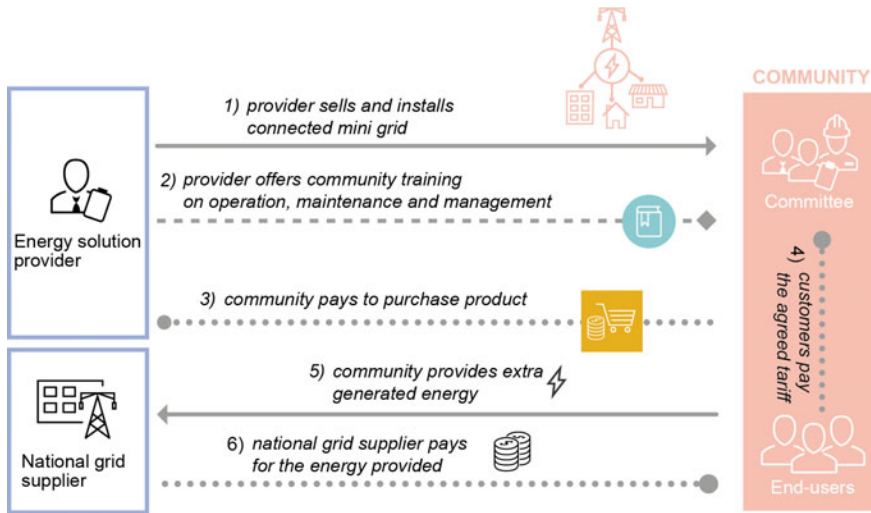 COMMUNITY
1) provider sells and installs
connected mini grid
2) provider offers community training
on operation, maintenance and management
Committee
Energy solution
provider
3) community pays to purchase product
4) customers pay
the agreed tariff
5) community provides extra
generated energy
6) national grid supplier pays
for the energy provided
National grid
supplier
End-users